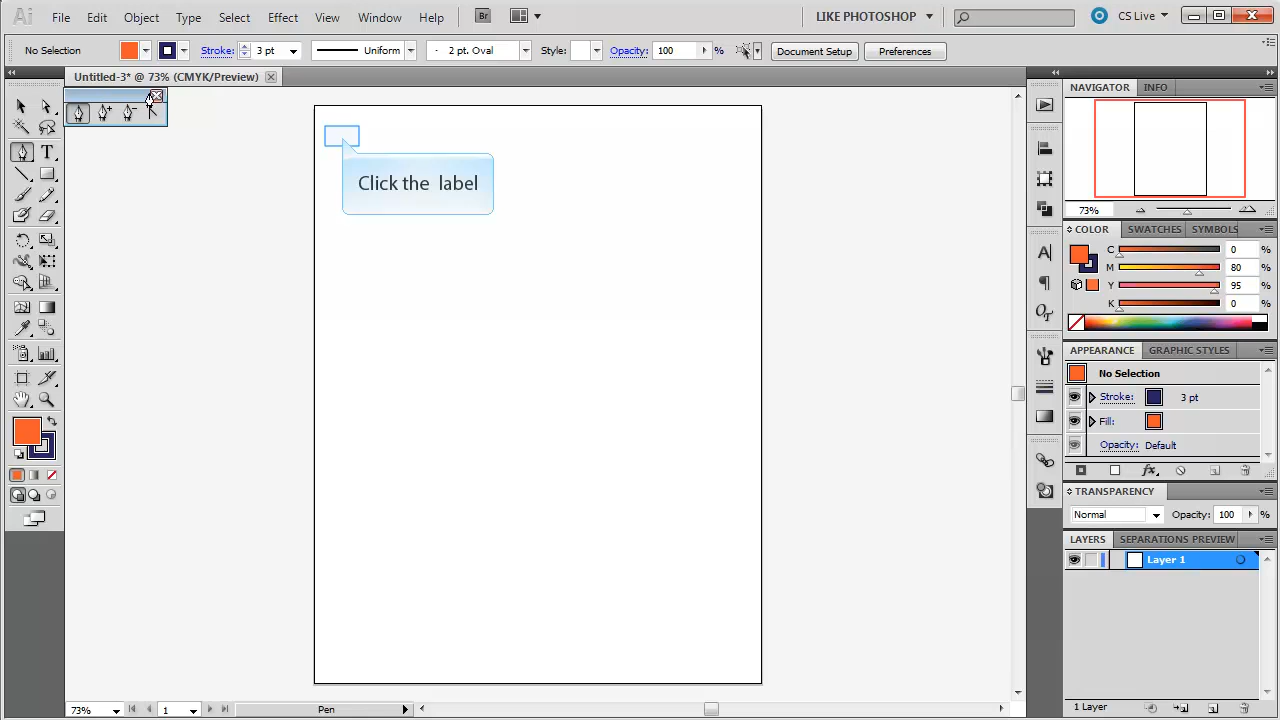 Ai File Edit Object Type Select Effect View Window Help Br LIKE PHOTOSHOP CS Live
No Selection Stroke: 3 pt Uniform 2 pt. Oval Style: Opacity: 100 % Document Setup Preferences
Untitled-3* @ 73% (CMYK/Preview)
Click the label
NAVIGATOR INFO
73%
COLOR SWATCHES SYMBOLS
C 0 %
M 80 %
Y 95 %
K 0 %
APPEARANCE GRAPHIC STYLES
No Selection
Stroke: 3 pt
Fill:
Opacity: Default
TRANSPARENCY
Normal Opacity: 100 %
LAYERS SEPARATIONS PREVIEW
Layer 1
1 Layer
73% 1 Pen